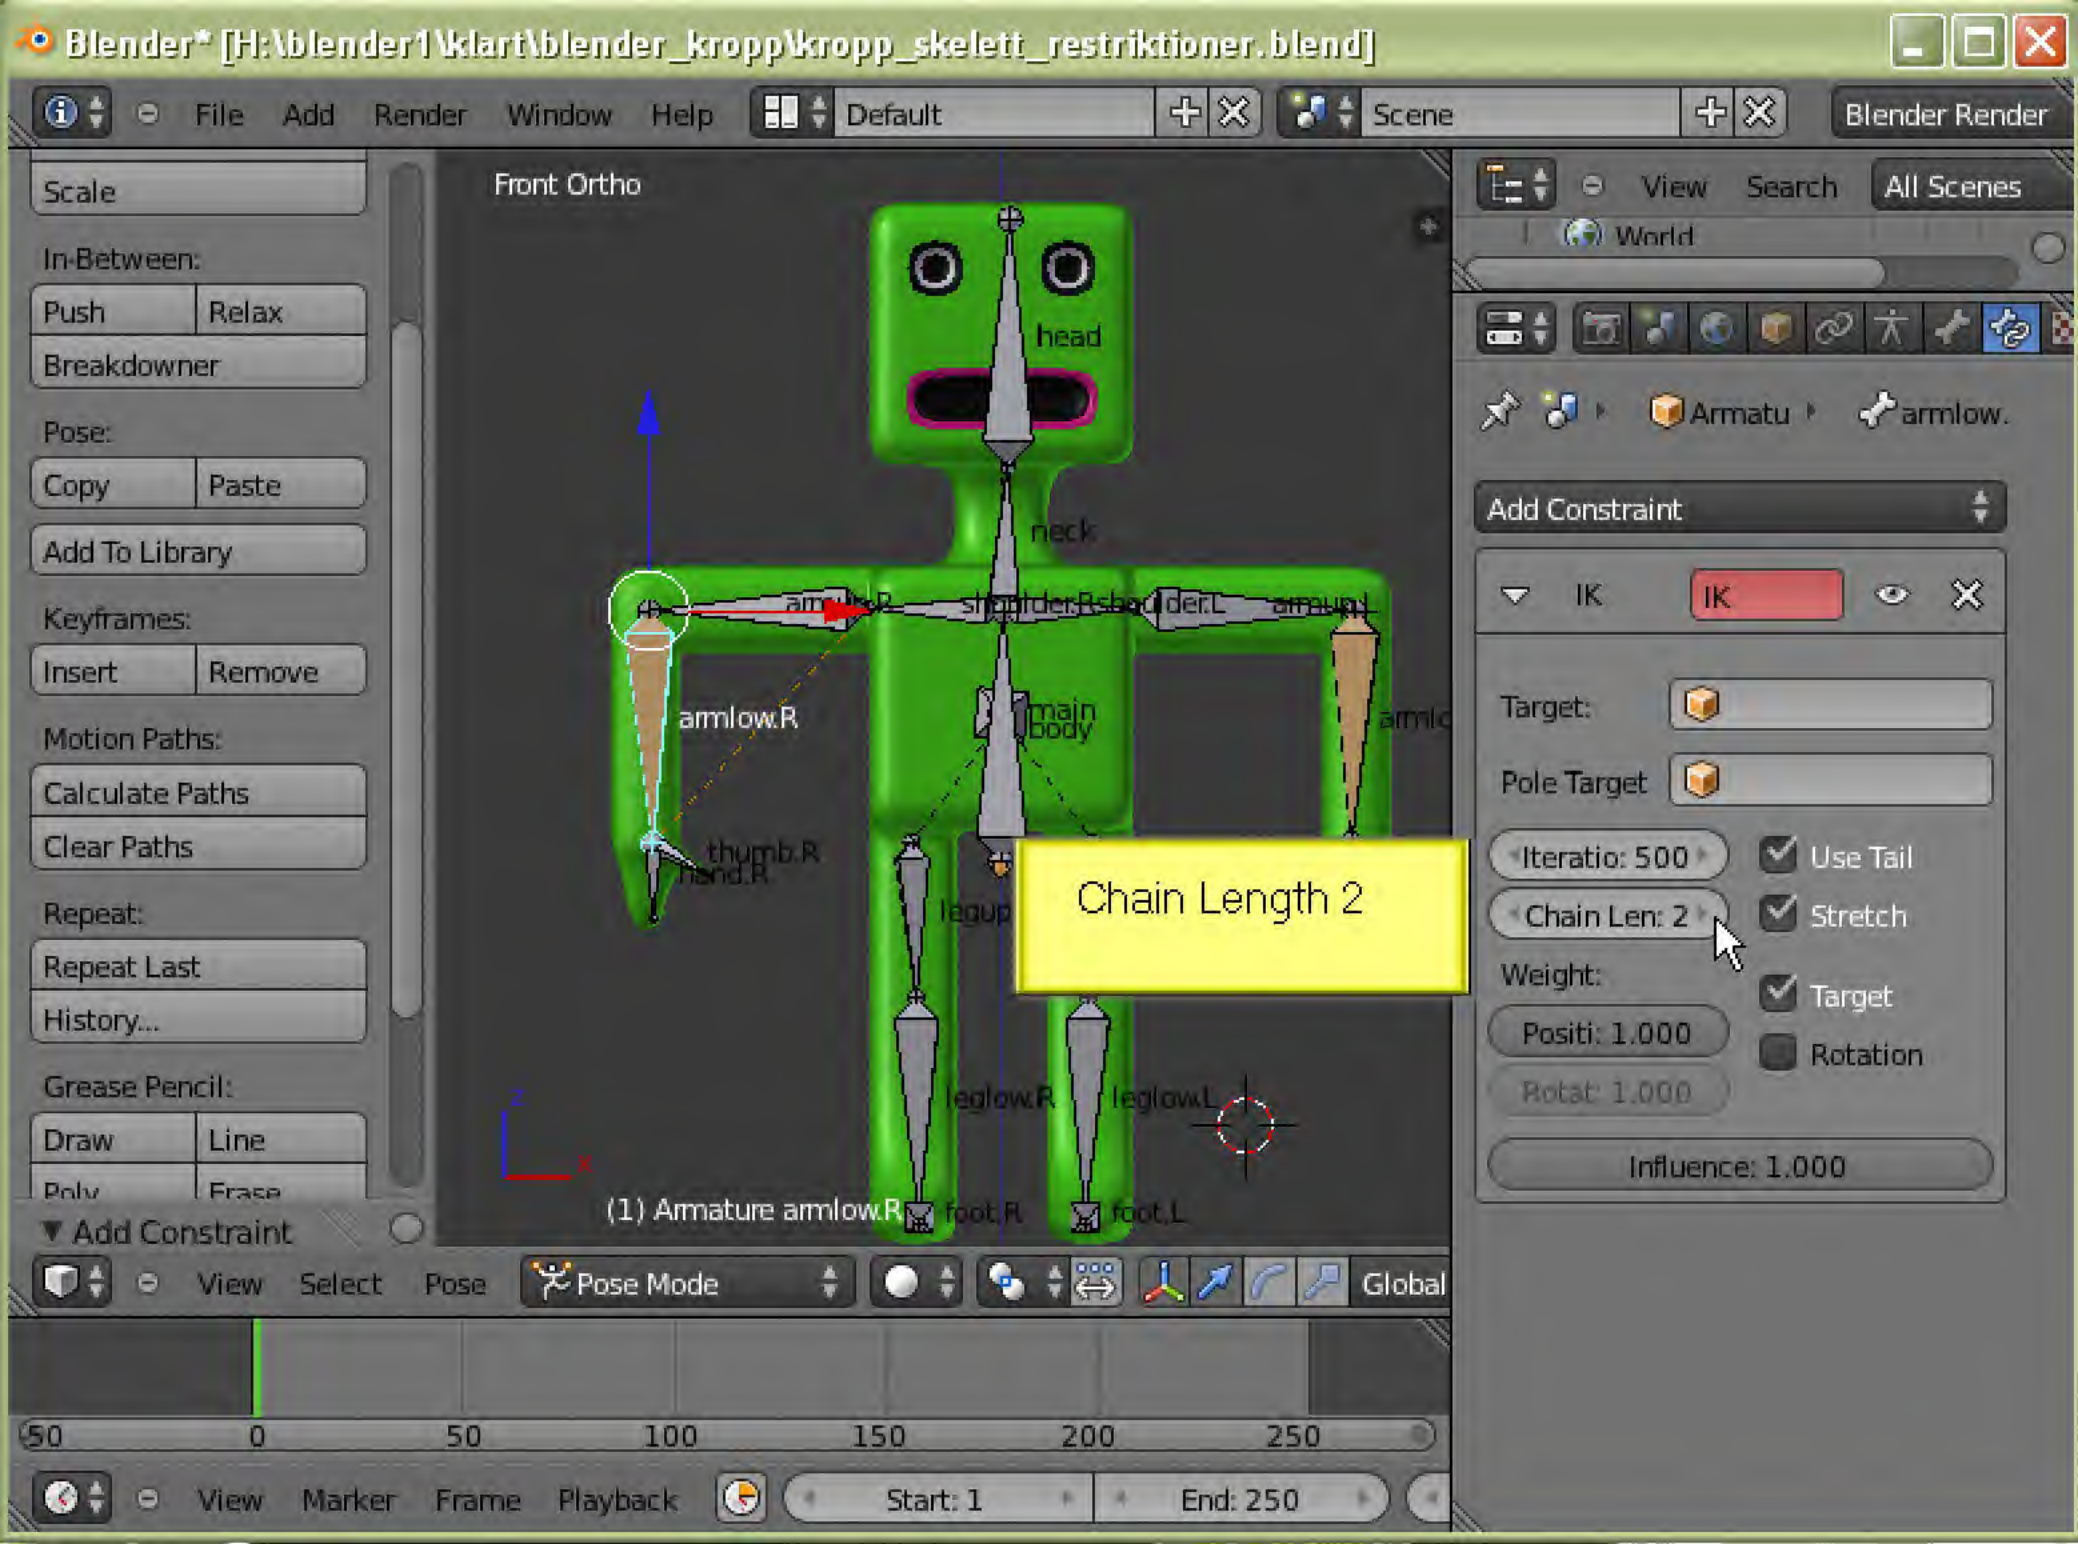 Blender* [H:\blender1\klart\blender_kropp\kropp_skelett_restriktioner.blend]
File Add Render Window Help Default Scene Blender Render
Scale
In-Between:
Push Relax
Breakdowner
Pose:
Copy Paste
Add To Library
Keyframes:
Insert Remove
Motion Paths:
Calculate Paths
Clear Paths
Repeat:
Repeat Last
History...
Grease Pencil:
Draw Line
Poly Erase
Add Constraint
Front Ortho
head
neck
armup.R shoulder.R shoulder.L armup.L
armlow.R
main
body
thumb.R
hand.R
legup
leglow.R leglow.L
z
x
(1) Armature armlow.R
foot.R foot.L
Chain Length 2
View Select Pose Pose Mode Global
View Search All Scenes
World
Armatu armlow.
Add Constraint
IK IK
Target:
Pole Target
Iteratio: 500 Use Tail
Chain Len: 2 Stretch
Weight:
Target
Positi: 1.000
Rotation
Rotat: 1.000
Influence: 1.000
-50 0 50 100 150 200 250
View Marker Frame Playback Start: 1 End: 250